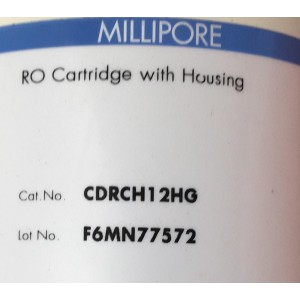 MILLIPORE
RO Cartridge with Housing
Cat.No. CDRCH12HG
Lot No. F6MN77572